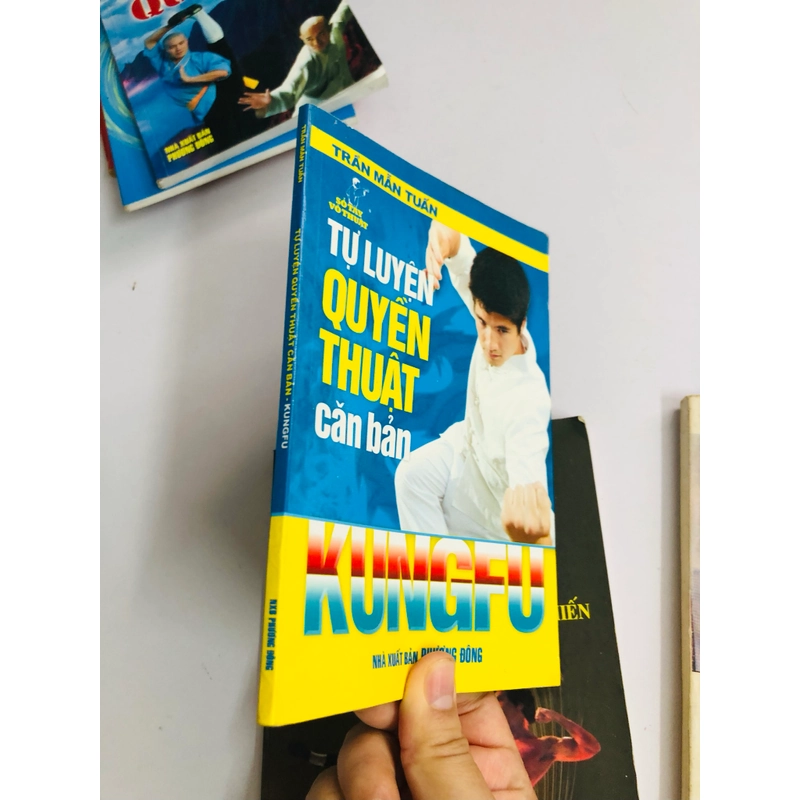 NHÀ XUẤT BẢN
PHƯƠNG ĐÔNG
TRẦN MẪN TUẤN
SỔ TAY
VÕ THUẬT
TỰ LUYỆN
QUYỀN
THUẬT
căn bản
KUNGFU
NHÀ XUẤT BẢN PHƯƠNG ĐÔNG
TRẦN MẪN TUẤN
TỰ LUYỆN QUYỀN THUẬT CĂN BẢN - KUNGFU
NXB PHƯƠNG ĐÔNG